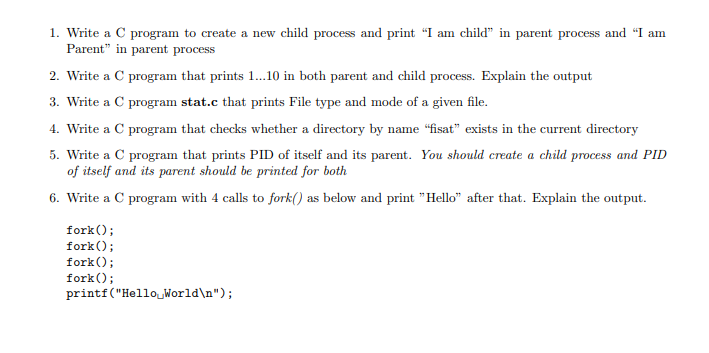 1. Write a C program to create a new child process and print “I am child” in parent process and “I am
Parent” in parent process
2. Write a C program that prints 1...10 in both parent and child process. Explain the output
3. Write a C program stat.c that prints File type and mode of a given file.
4. Write a C program that checks whether a directory by name “fisat” exists in the current directory
5. Write a C program that prints PID of itself and its parent. You should create a child process and PID
of itself and its parent should be printed for both
6. Write a C program with 4 calls to fork() as below and print ”Hello” after that. Explain the output.
fork();
fork();
fork();
fork();
printf("Hello␣World\n");